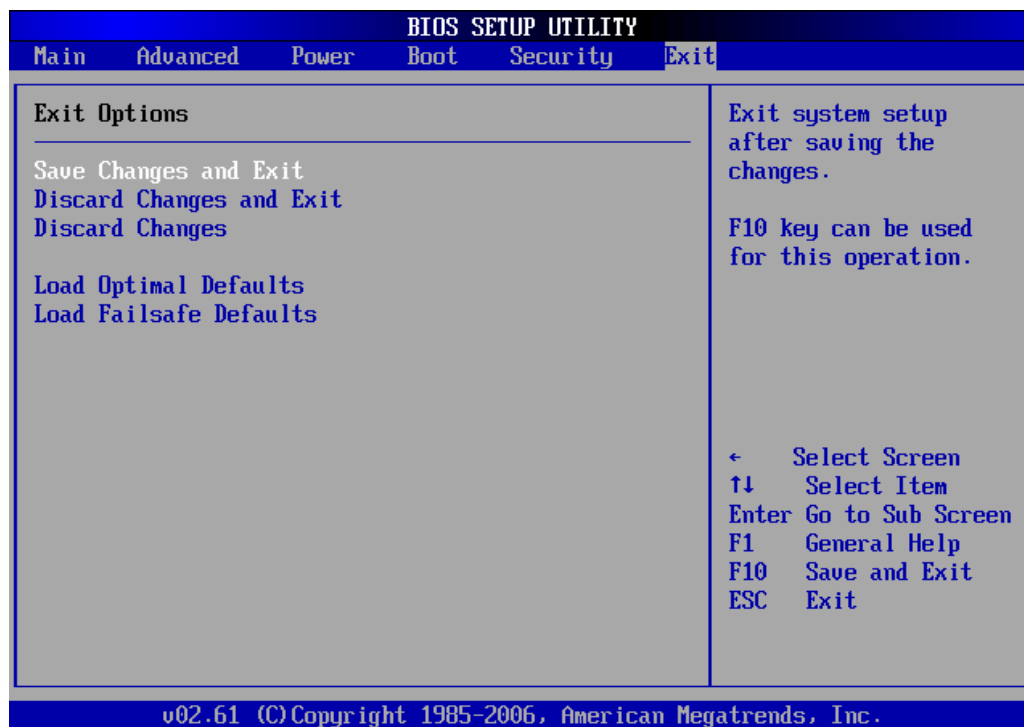 BIOS SETUP UTILITY
Main Advanced Power Boot Security Exit
Exit Options
Save Changes and Exit
Discard Changes and Exit
Discard Changes
Load Optimal Defaults
Load Failsafe Defaults
Exit system setup
after saving the
changes.
F10 key can be used
for this operation.
← Select Screen
↑↓ Select Item
Enter Go to Sub Screen
F1 General Help
F10 Save and Exit
ESC Exit
v02.61 (C)Copyright 1985-2006, American Megatrends, Inc.